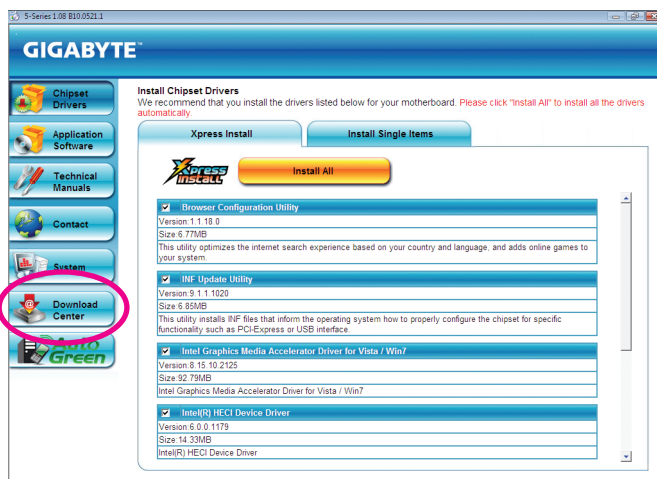 5-Series 1.08 B10.0521.1
GIGABYTE™
Chipset
Drivers
Application
Software
Technical
Manuals
Contact
System
Download
Center
Auto
Green
Install Chipset Drivers
We recommend that you install the drivers listed below for your motherboard. Please click "Install All" to install all the drivers
automatically.
Xpress Install
Install Single Items
Xpress
Install
Install All
Browser Configuration Utility
Version:1.1.18.0
Size:6.77MB
This utility optimizes the internet search experience based on your country and language, and adds online games to
your system.
INF Update Utility
Version:9.1.1.1020
Size:6.85MB
This utility installs INF files that inform the operating system how to properly configure the chipset for specific
functionality such as PCI-Express or USB interface.
Intel Graphics Media Accelerator Driver for Vista / Win7
Version:8.15.10.2125
Size:92.79MB
Intel Graphics Media Accelerator Driver for Vista / Win7
Intel(R) HECI Device Driver
Version:6.0.0.1179
Size:14.33MB
Intel(R) HECI Device Driver